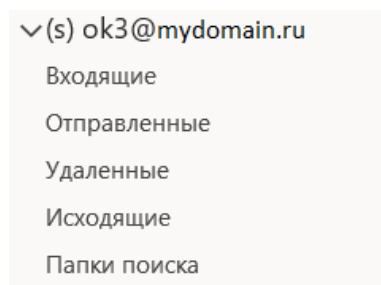 (s) ok3@mydomain.ru
Входящие
Отправленные
Удаленные
Исходящие
Папки поиска